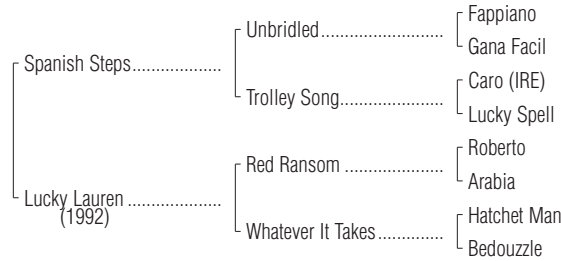 Fappiano
Unbridled
Gana Facil
Spanish Steps
Caro (IRE)
Trolley Song
Lucky Spell
Roberto
Red Ransom
Arabia
Lucky Lauren
(1992)
Hatchet Man
Whatever It Takes
Bedouzzle